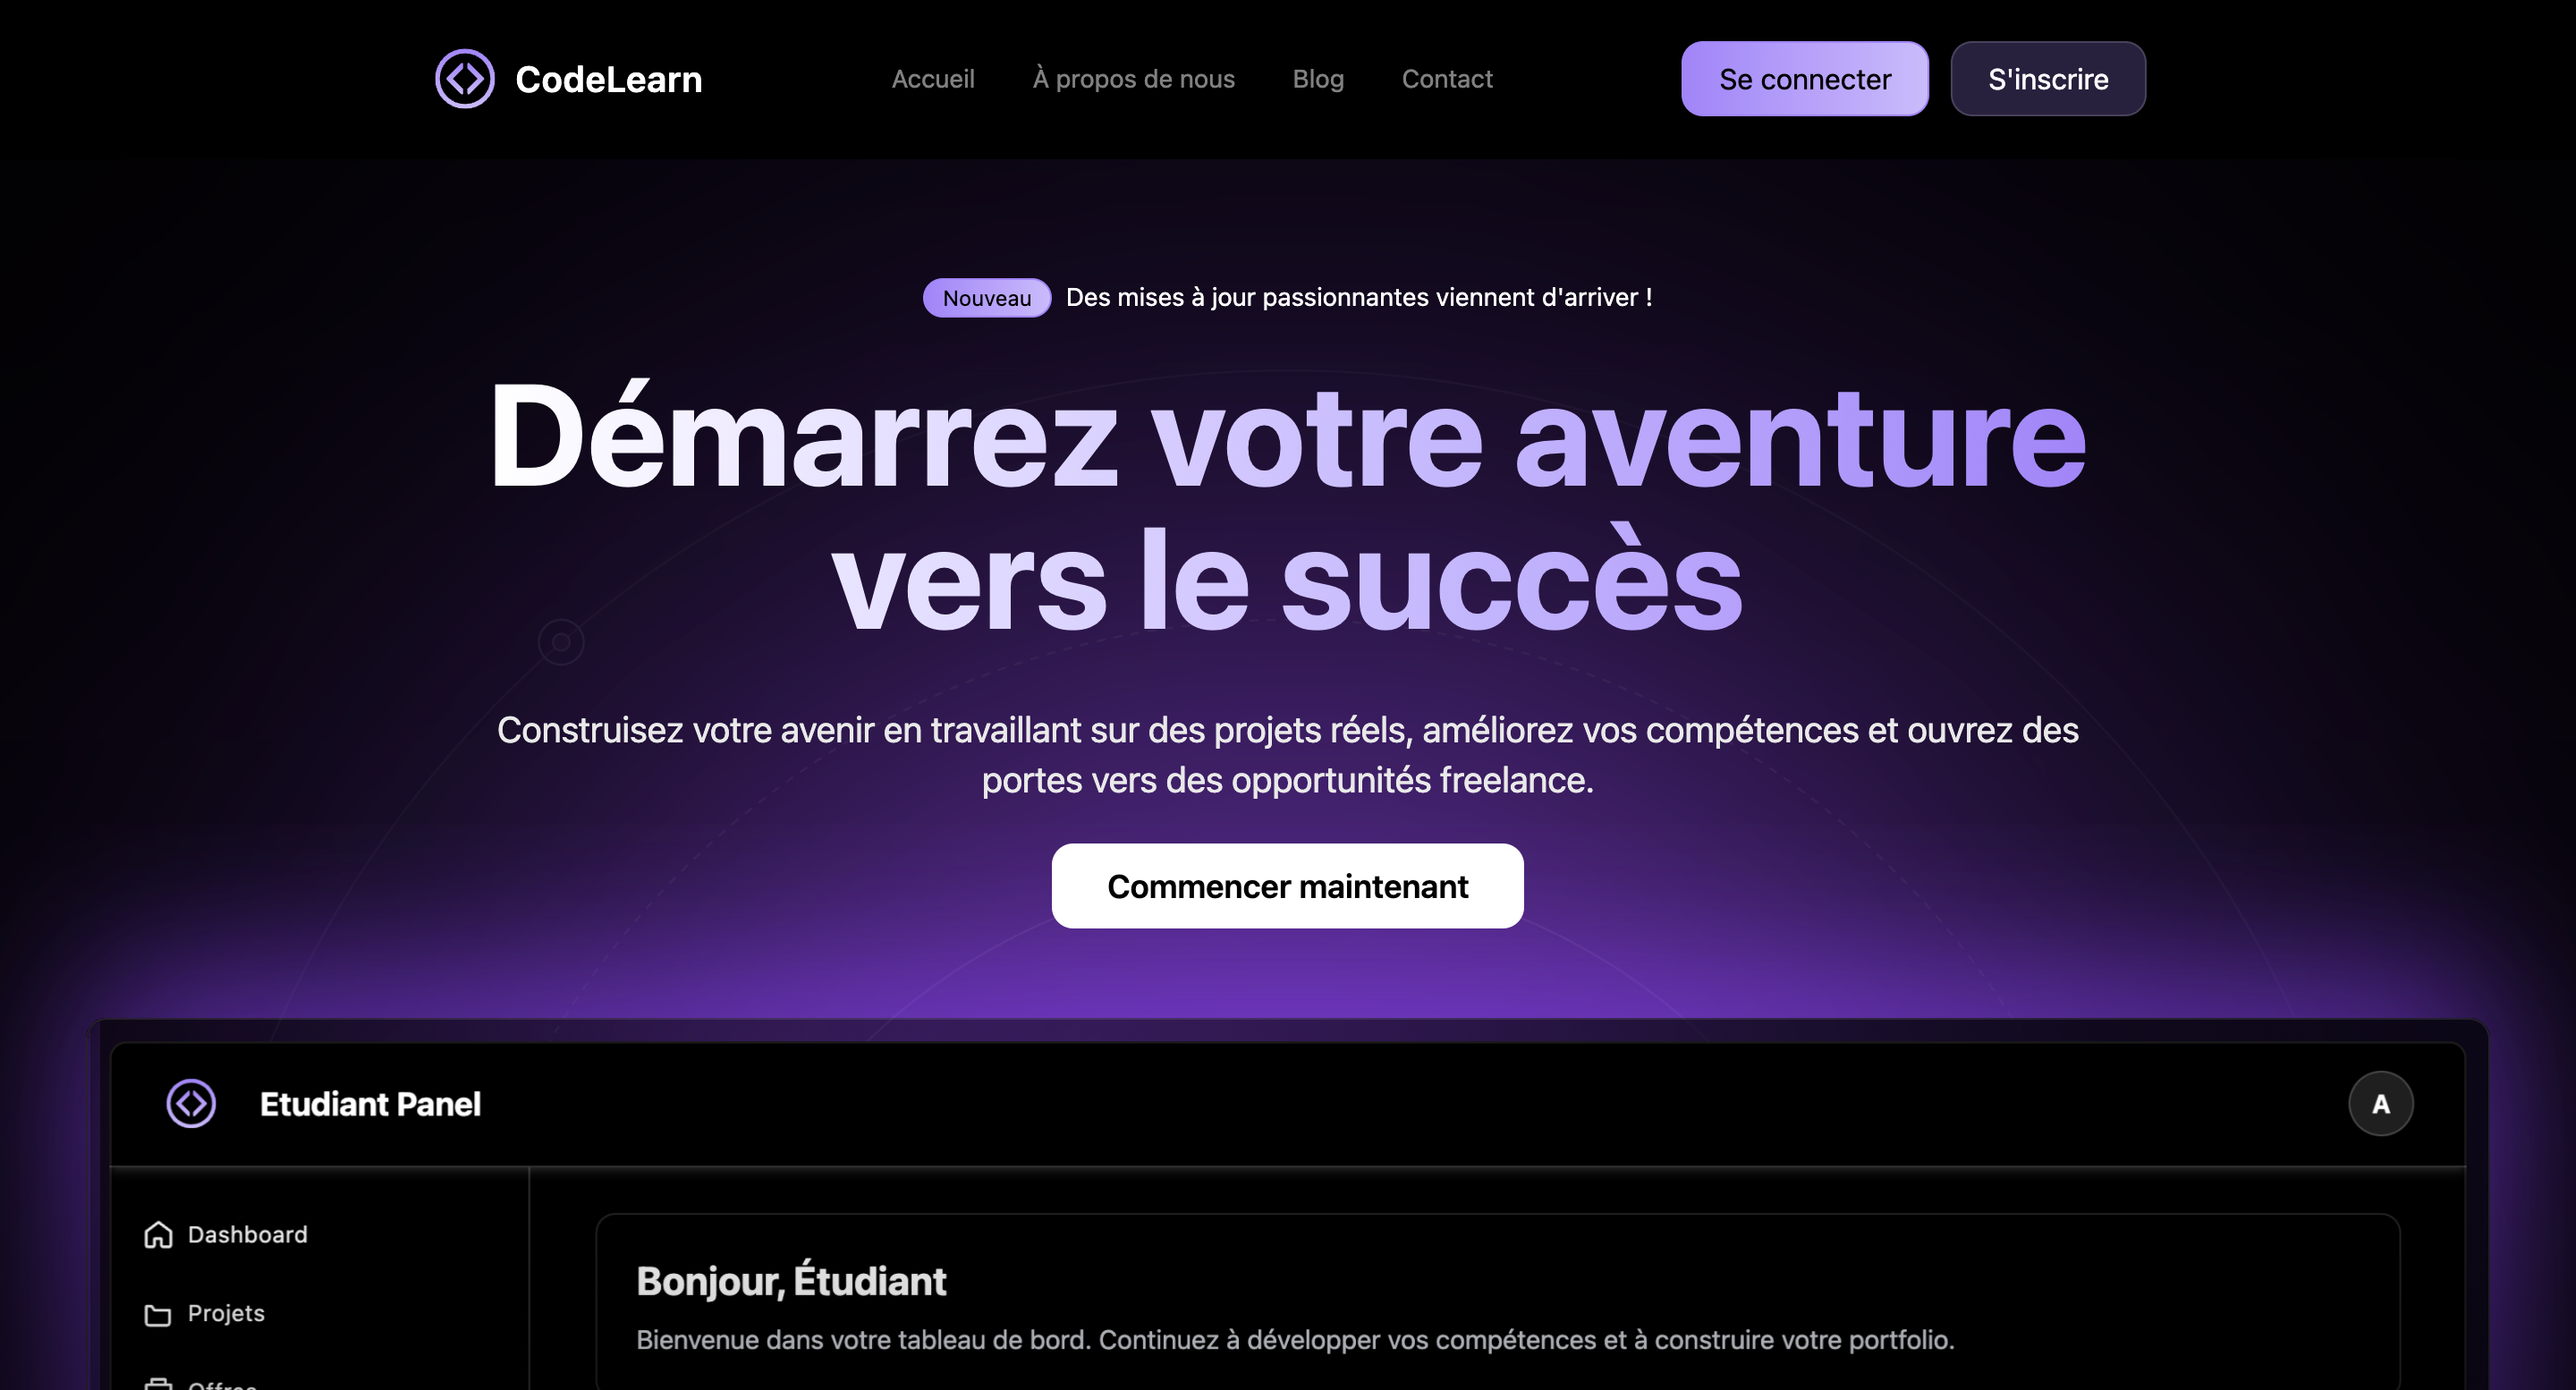 CodeLearn
Accueil
À propos de nous
Blog
Contact
Se connecter
S'inscrire
Nouveau
Des mises à jour passionnantes viennent d'arriver !
Démarrez votre aventure
vers le succès
Construisez votre avenir en travaillant sur des projets réels, améliorez vos compétences et ouvrez des
portes vers des opportunités freelance.
Commencer maintenant
Etudiant Panel
A
Dashboard
Projets
Bonjour, Étudiant
Bienvenue dans votre tableau de bord. Continuez à développer vos compétences et à construire votre portfolio.